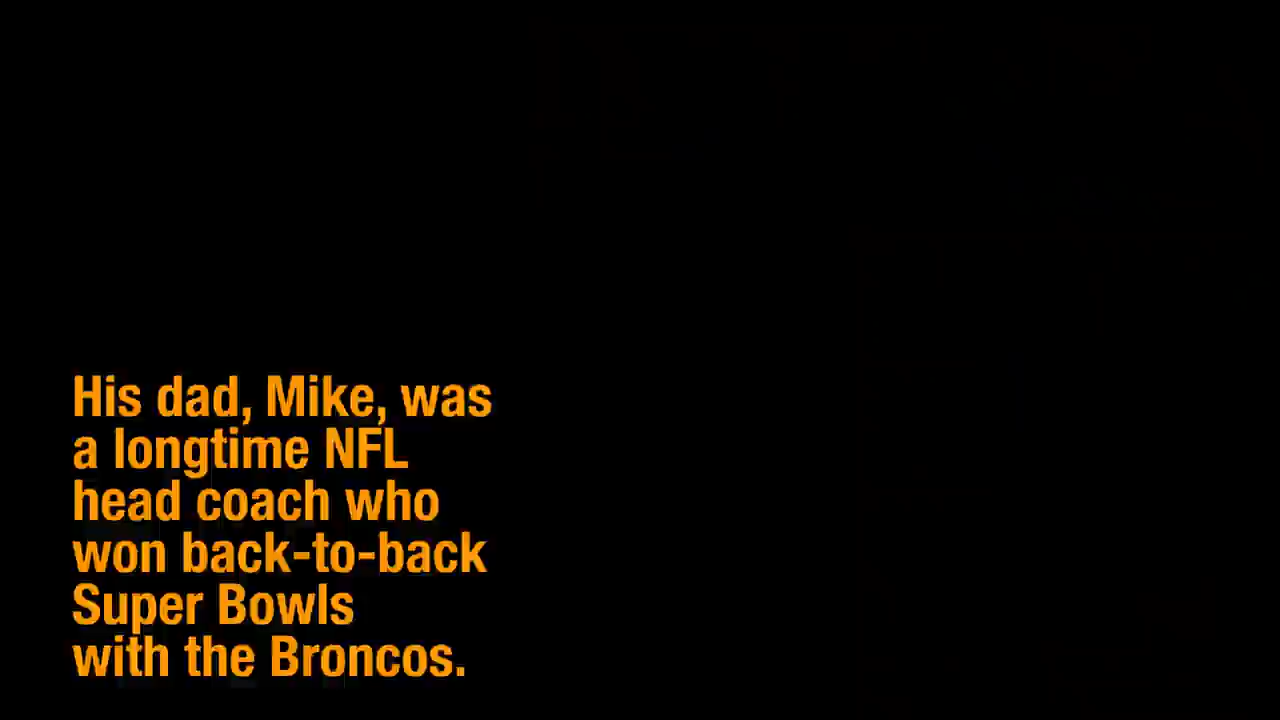 His dad, Mike, was
a longtime NFL
head coach who
won back-to-back
Super Bowls
with the Broncos.